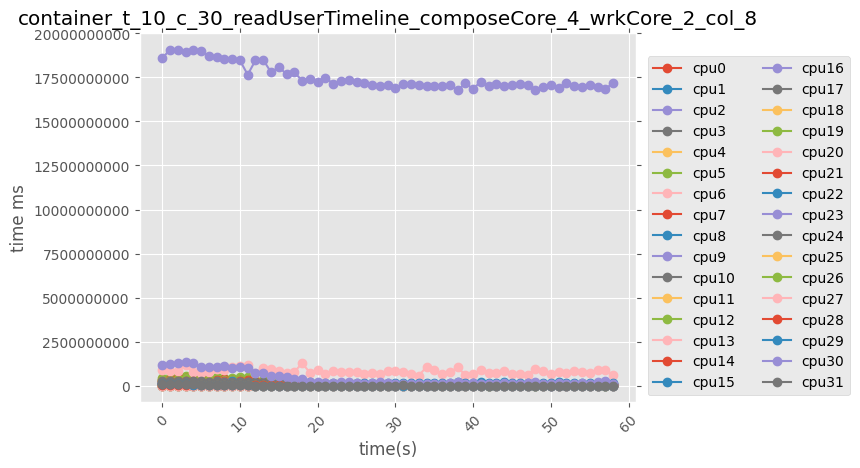 container_t_10_c_30_readUserTimeline_composeCore_4_wrkCore_2_col_8
20000000000
17500000000
15000000000
12500000000
10000000000
7500000000
5000000000
2500000000
0
time ms
0
10
20
30
40
50
60
time(s)
cpu0
cpu1
cpu2
cpu3
cpu4
cpu5
cpu6
cpu7
cpu8
cpu9
cpu10
cpu11
cpu12
cpu13
cpu14
cpu15
cpu16
cpu17
cpu18
cpu19
cpu20
cpu21
cpu22
cpu23
cpu24
cpu25
cpu26
cpu27
cpu28
cpu29
cpu30
cpu31